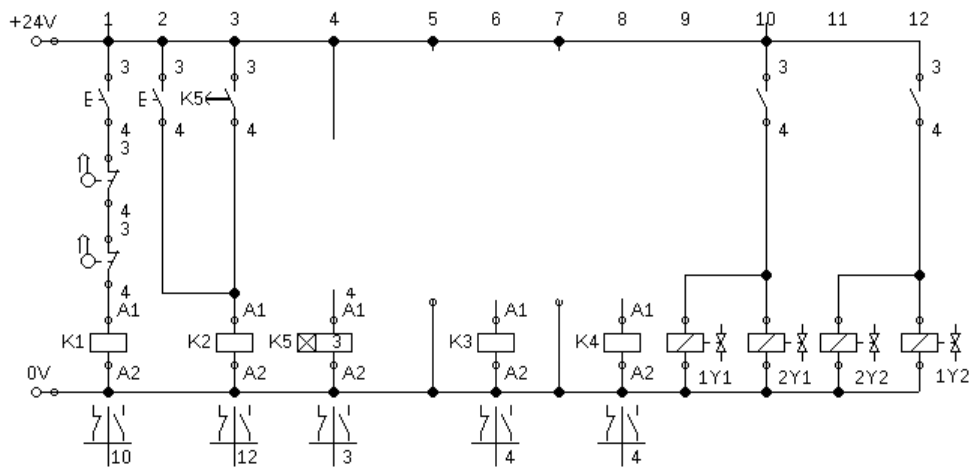 1 2 3 4 5 6 7 8 9 10 11 12
+24V
3 3 3 3 3
E E K5
4 4 4 4 4
3
4
3
4 4
A1 A1 A1 A1 A1
K1 K2 K5 3 K3 K4
A2 A2 A2 A2 A2 1Y1 2Y1 2Y2 1Y2
0V
10 12 3 4 4